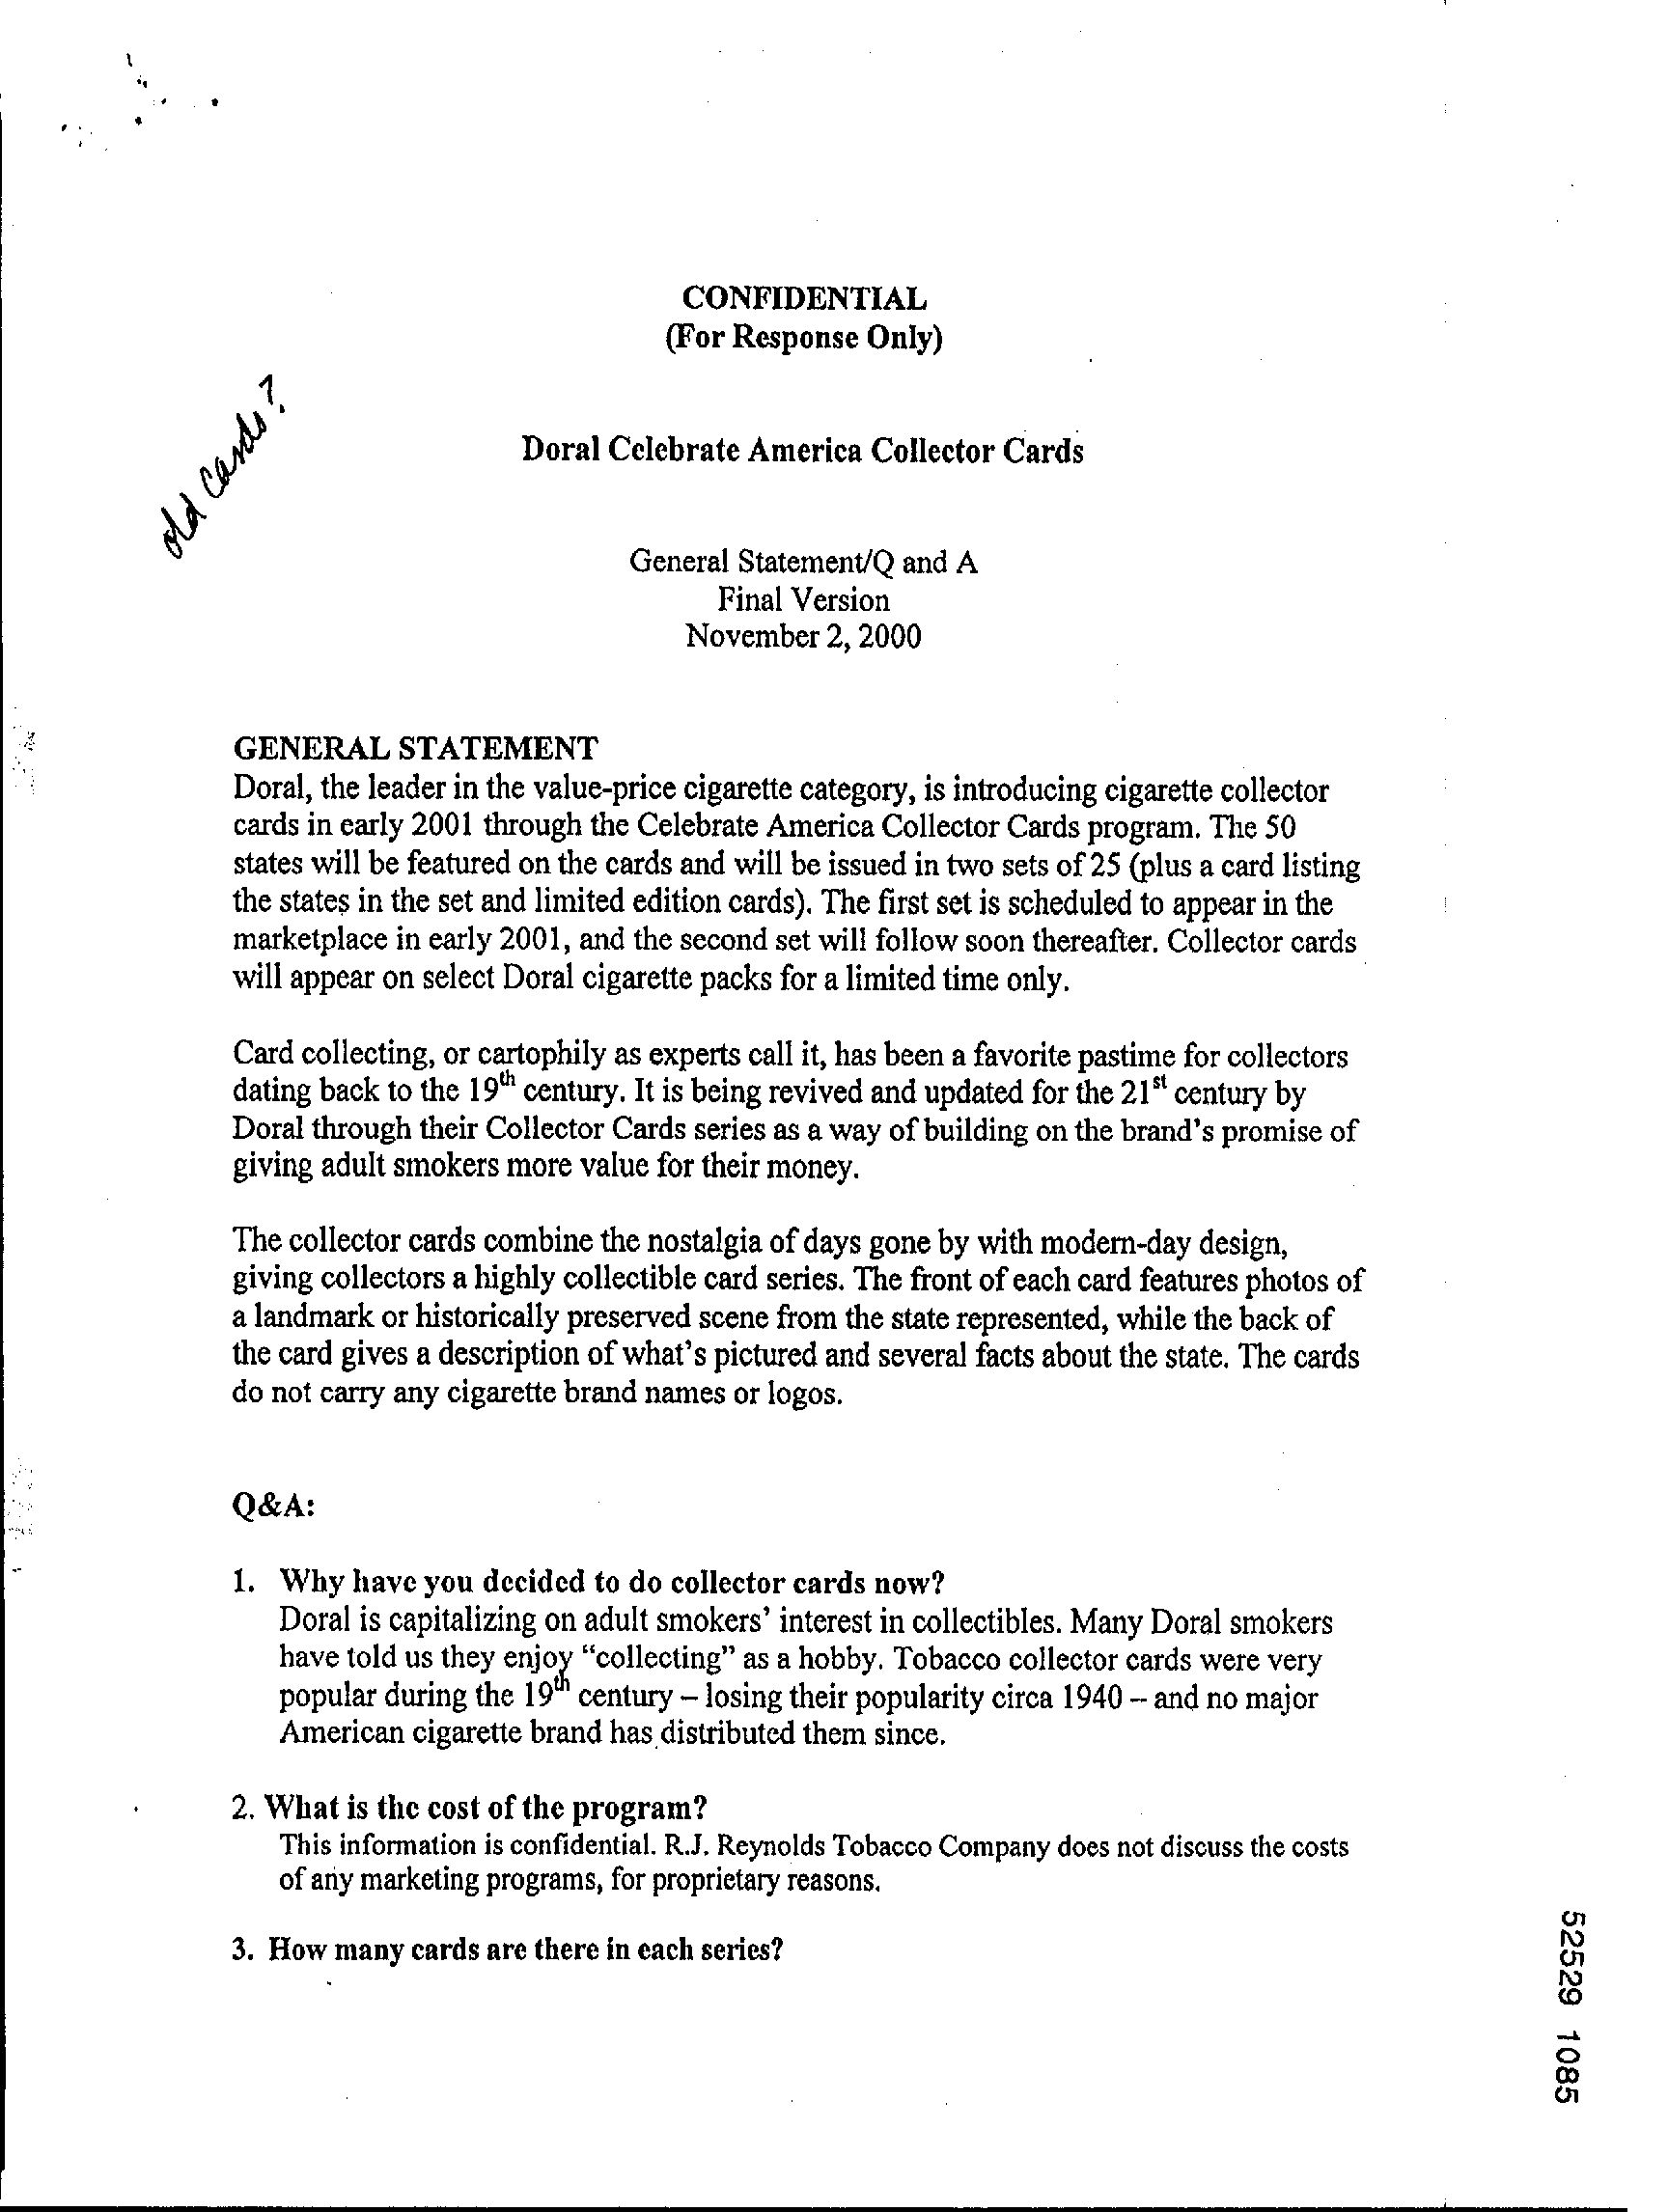 CONFIDENTIAL
(For Response Only)
old cards?
Doral Celebrate America Collector Cards
General Statement/Q and A
Final Version
November 2, 2000
GENERAL STATEMENT
Doral, the leader in the value-price cigarette category, is introducing cigarette collector
cards in early 2001 through the Celebrate America Collector Cards program. The 50
states will be featured on the cards and will be issued in two sets of 25 (plus a card listing
the states in the set and limited edition cards). The first set is scheduled to appear in the
marketplace in early 2001, and the second set will follow soon thereafter. Collector cards
will appear on select Doral cigarette packs for a limited time only.
Card collecting, or cartophily as experts call it, has been a favorite pastime for collectors
dating back to the 19th century. It is being revived and updated for the 21st century by
Doral through their Collector Cards series as a way of building on the brand's promise of
giving adult smokers more value for their money.
The collector cards combine the nostalgia of days gone by with modern-day design,
giving collectors a highly collectible card series. The front of each card features photos of
a landmark or historically preserved scene from the state represented, while the back of
the card gives a description of what's pictured and several facts about the state. The cards
do not carry any cigarette brand names or logos.
Q&A:
1. Why have you decided to do collector cards now?
Doral is capitalizing on adult smokers' interest in collectibles. Many Doral smokers
have told us they enjoy "collecting" as a hobby. Tobacco collector cards were very
popular during the 19th century – losing their popularity circa 1940 – and no major
American cigarette brand has distributed them since.
2. What is the cost of the program?
This information is confidential. R.J. Reynolds Tobacco Company does not discuss the costs
of any marketing programs, for proprietary reasons.
3. How many cards are there in each series?
52529 1085